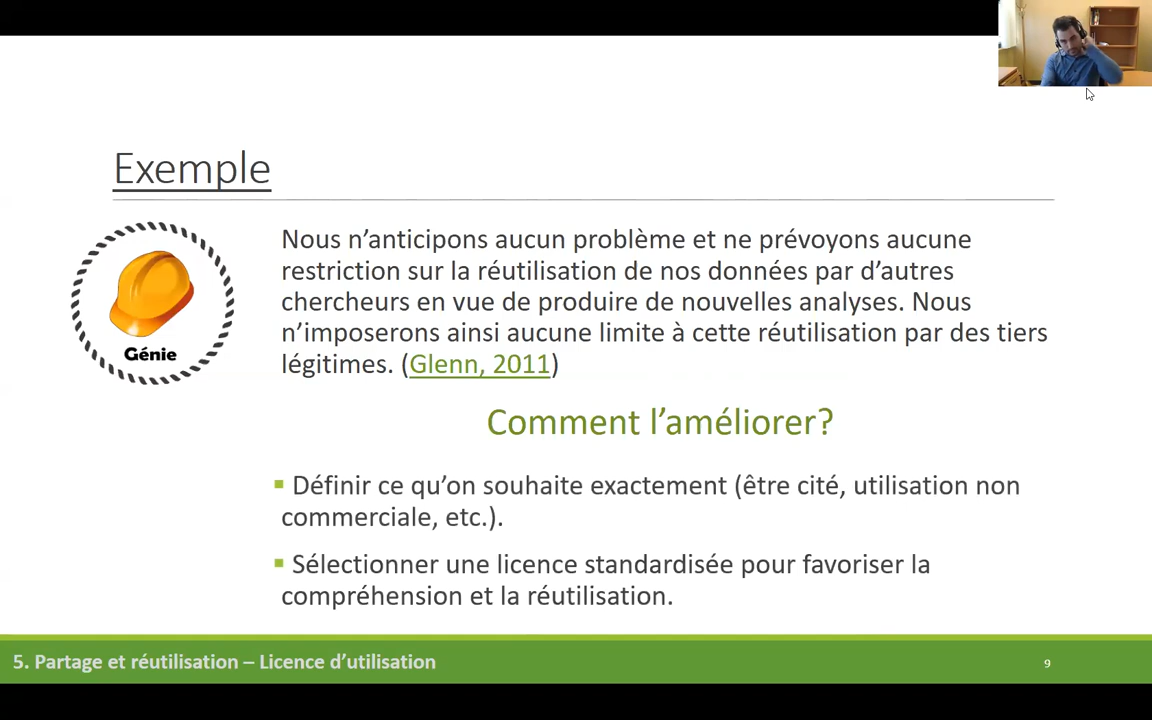 Exemple
Nous n’anticipons aucun problème et ne prévoyons aucune
restriction sur la réutilisation de nos données par d’autres
chercheurs en vue de produire de nouvelles analyses. Nous
n’imposerons ainsi aucune limite à cette réutilisation par des tiers
légitimes. (Glenn, 2011)
Génie
Comment l’améliorer?
▪ Définir ce qu’on souhaite exactement (être cité, utilisation non
commerciale, etc.).
▪ Sélectionner une licence standardisée pour favoriser la
compréhension et la réutilisation.
5. Partage et réutilisation – Licence d’utilisation
9